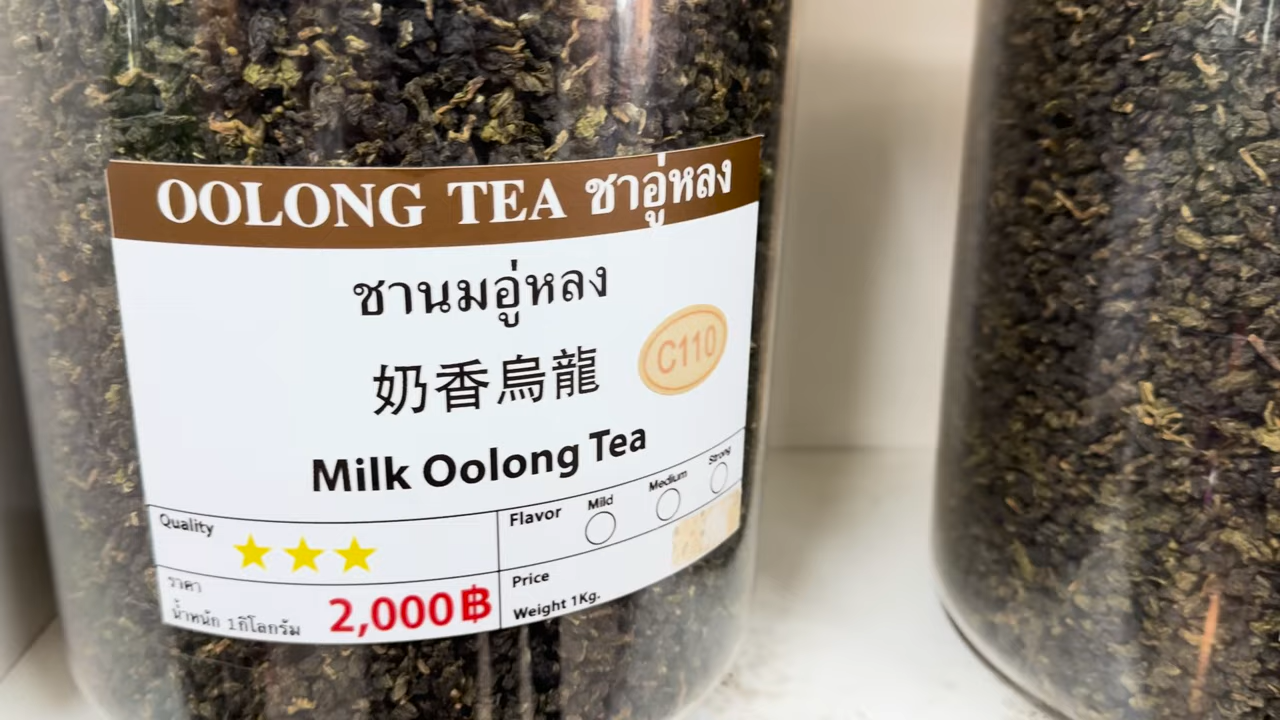 OOLONG TEA ชาอู่หลง
ชานมอู่หลง
C110
奶香烏龍
Milk Oolong Tea
Quality
★★★
Flavor Mild Medium Strong
ราคา
น้ำหนัก 1กิโลกรัม 2,000฿
Price
Weight 1Kg.